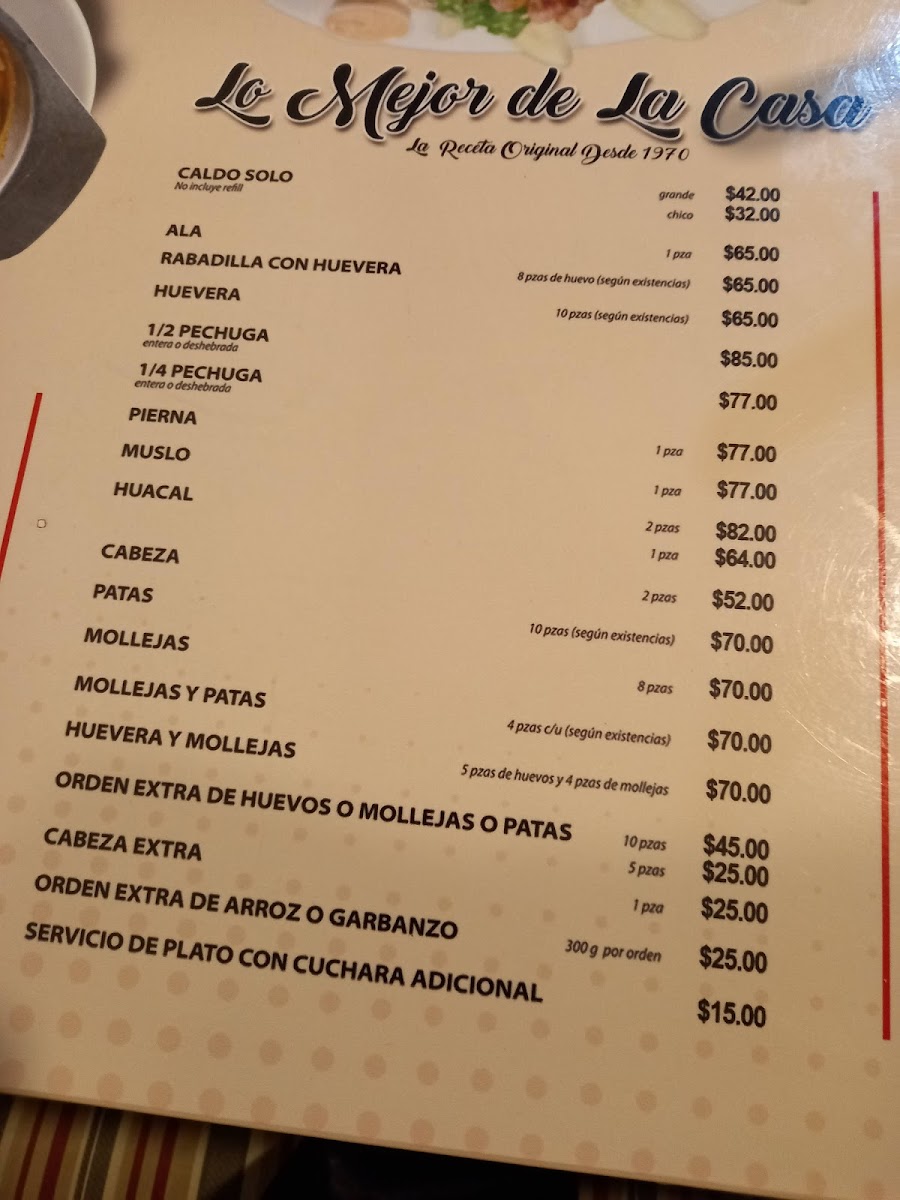 Lo Mejor de La Casa
La Receta Original Desde 1970
CALDO SOLO grande $42.00
No incluye refill chico $32.00
ALA 1 pza $65.00
RABADILLA CON HUEVERA 8 pzas de huevo (según existencias) $65.00
HUEVERA 10 pzas (según existencias) $65.00
1/2 PECHUGA $85.00
entera o deshebrada
1/4 PECHUGA $77.00
entera o deshebrada
PIERNA 1 pza $77.00
MUSLO 1 pza $77.00
HUACAL 2 pzas $82.00
1 pza $64.00
CABEZA 2 pzas $52.00
PATAS 10 pzas (según existencias) $70.00
MOLLEJAS 8 pzas $70.00
MOLLEJAS Y PATAS 4 pzas c/u (según existencias) $70.00
HUEVERA Y MOLLEJAS 5 pzas de huevos y 4 pzas de mollejas $70.00
ORDEN EXTRA DE HUEVOS O MOLLEJAS O PATAS 10 pzas $45.00
5 pzas $25.00
CABEZA EXTRA 1 pza $25.00
ORDEN EXTRA DE ARROZ O GARBANZO 300 g por orden $25.00
SERVICIO DE PLATO CON CUCHARA ADICIONAL $15.00